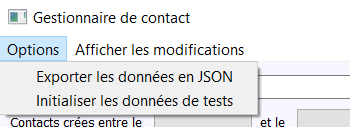 Gestionnaire de contact
Options Afficher les modifications
Exporter les données en JSON
Initialiser les données de tests
Contacts crées entre le et le